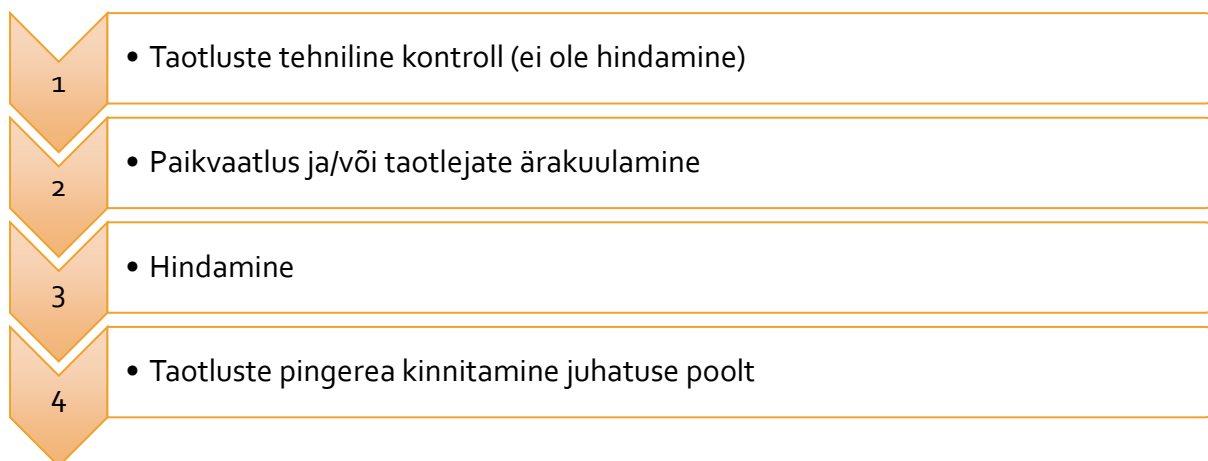 1
• Taotluste tehniline kontroll (ei ole hindamine)
2
• Paikvaatlus ja/või taotlejate ärakuulamine
3
• Hindamine
4
• Taotluste pingerea kinnitamine juhatuse poolt